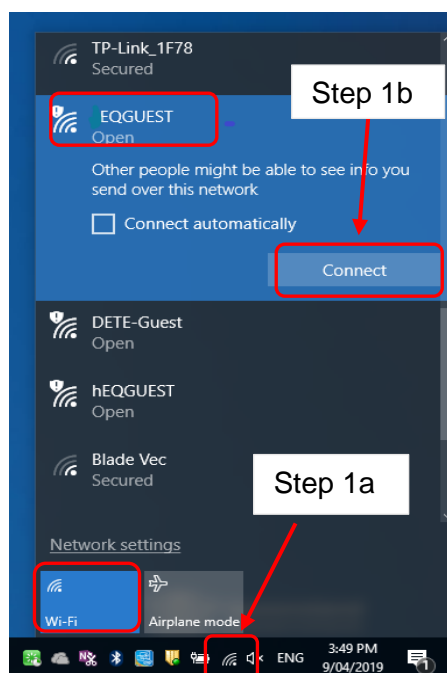 TP-Link_1F78
Secured
Step 1b
EQGUEST
Open
Other people might be able to see info you
send over this network
Connect automatically
Connect
DETE-Guest
Open
hEQGUEST
Open
Blade Vec
Secured
Step 1a
Network settings
Wi-Fi
Airplane mode
ENG
3:49 PM
9/04/2019
1